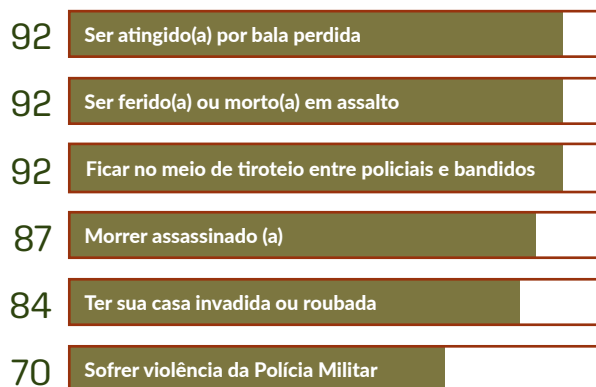 92 Ser atingido(a) por bala perdida
92 Ser ferido(a) ou morto(a) em assalto
92 Ficar no meio de tiroteio entre policiais e bandidos
87 Morrer assassinado (a)
84 Ter sua casa invadida ou roubada
70 Sofrer violência da Polícia Militar